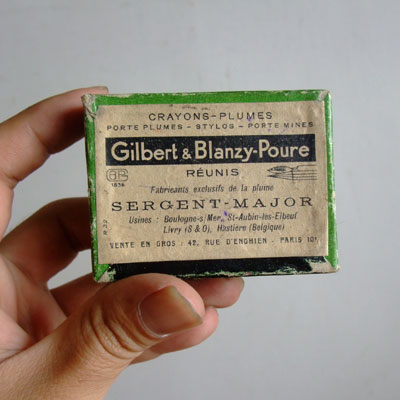 CRAYONS-PLUMES
PORTE PLUMES - STYLOS - PORTE MINES
Gilbert & Blanzy-Poure
RÉUNIS
Fabricants exclusifs de la plume
SERGENT-MAJOR
Usines : Boulogne-s/Mer, St-Aubin-les-Elbeuf
Livry (S & O), Hastière (Belgique)
VENTE EN GROS : 42, RUE D'ENGHIEN - PARIS 10e